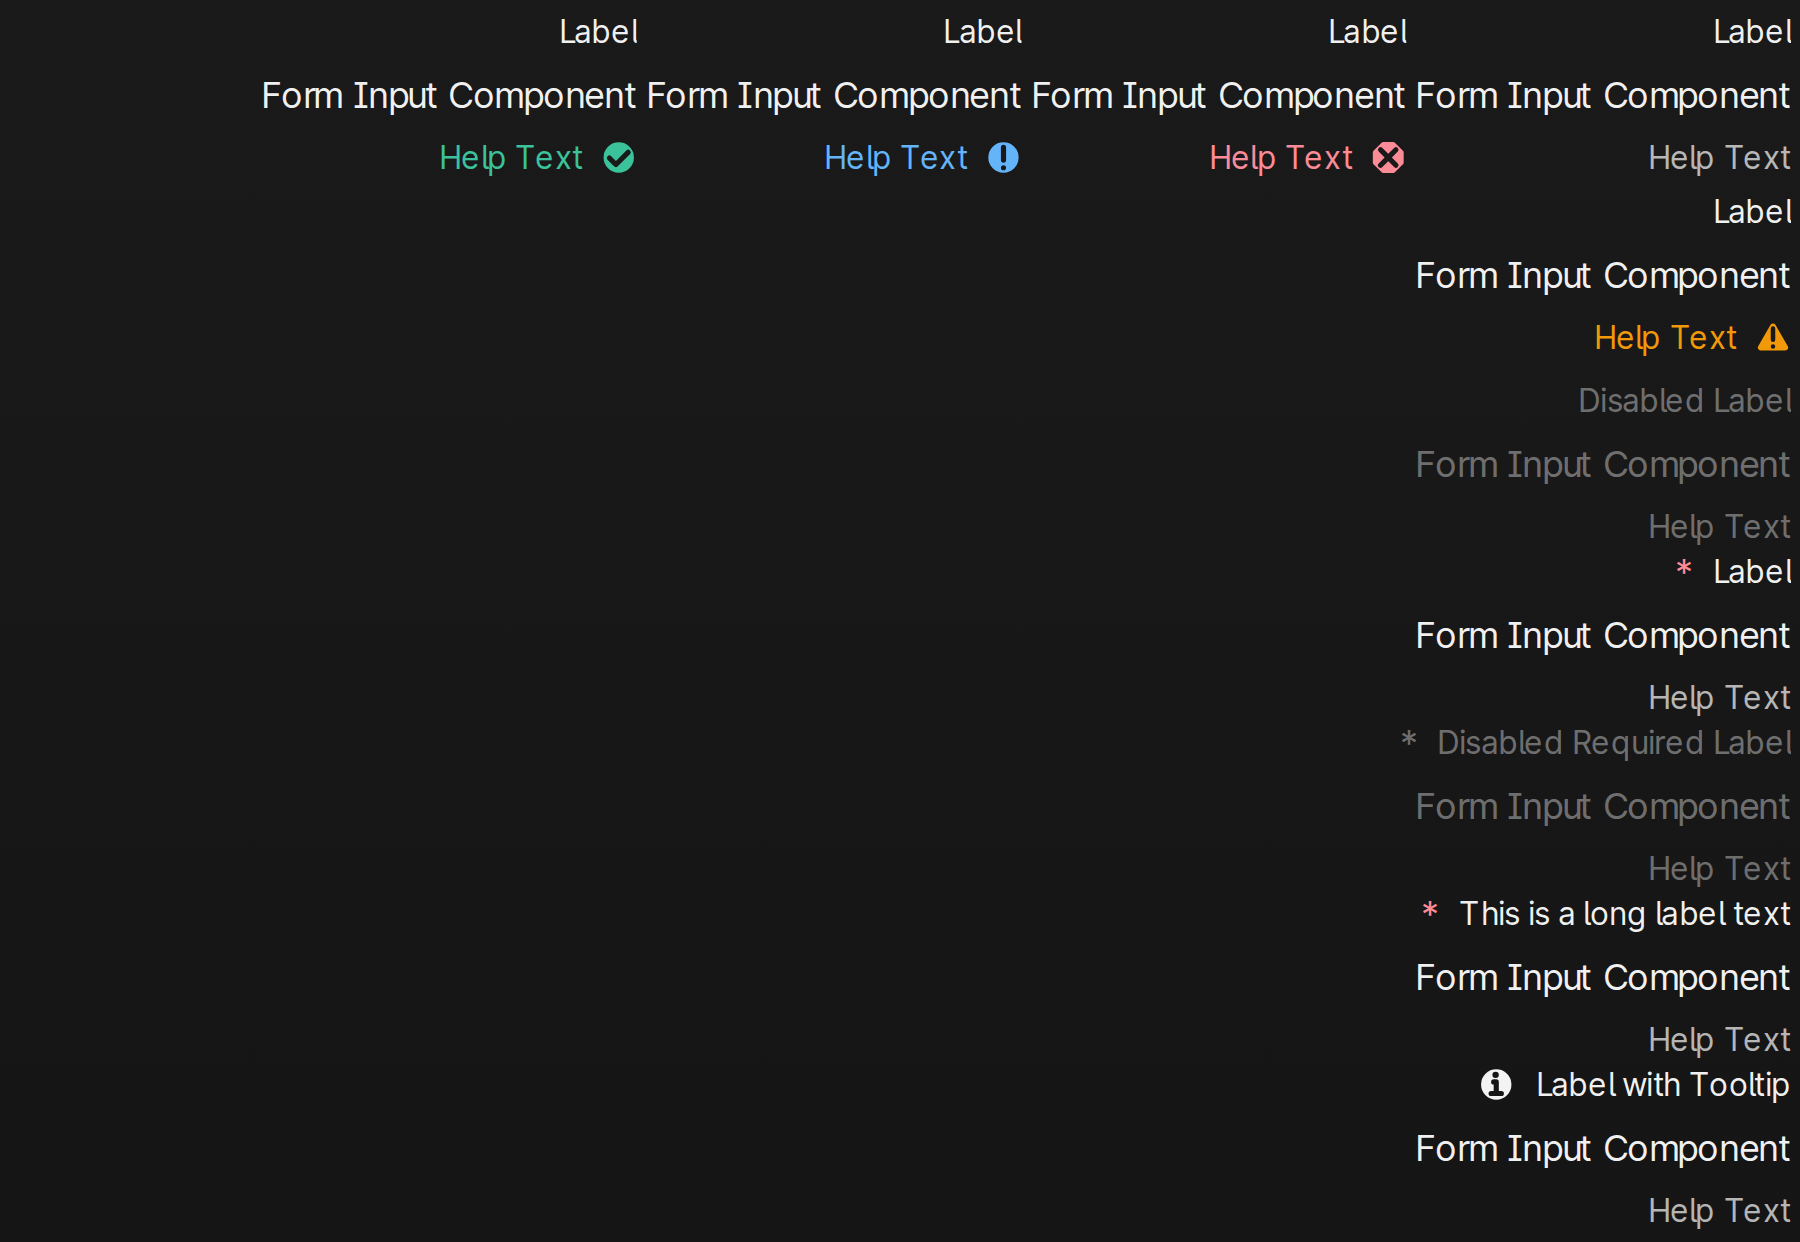 Label Label Label Label
Form Input Component Form Input Component Form Input Component Form Input Component
Help Text Help Text Help Text Help Text
Label
Form Input Component
Help Text
Disabled Label
Form Input Component
Help Text
* Label
Form Input Component
Help Text
* Disabled Required Label
Form Input Component
Help Text
* This is a long label text
Form Input Component
Help Text
Label with Tooltip
Form Input Component
Help Text